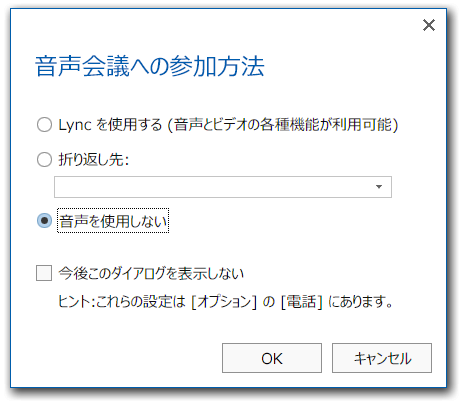 音声会議への参加方法
Lync を使用する (音声とビデオの各種機能が利用可能)
折り返し先:
音声を使用しない
今後このダイアログを表示しない
ヒント:これらの設定は [オプション] の [電話] にあります。
OK キャンセル